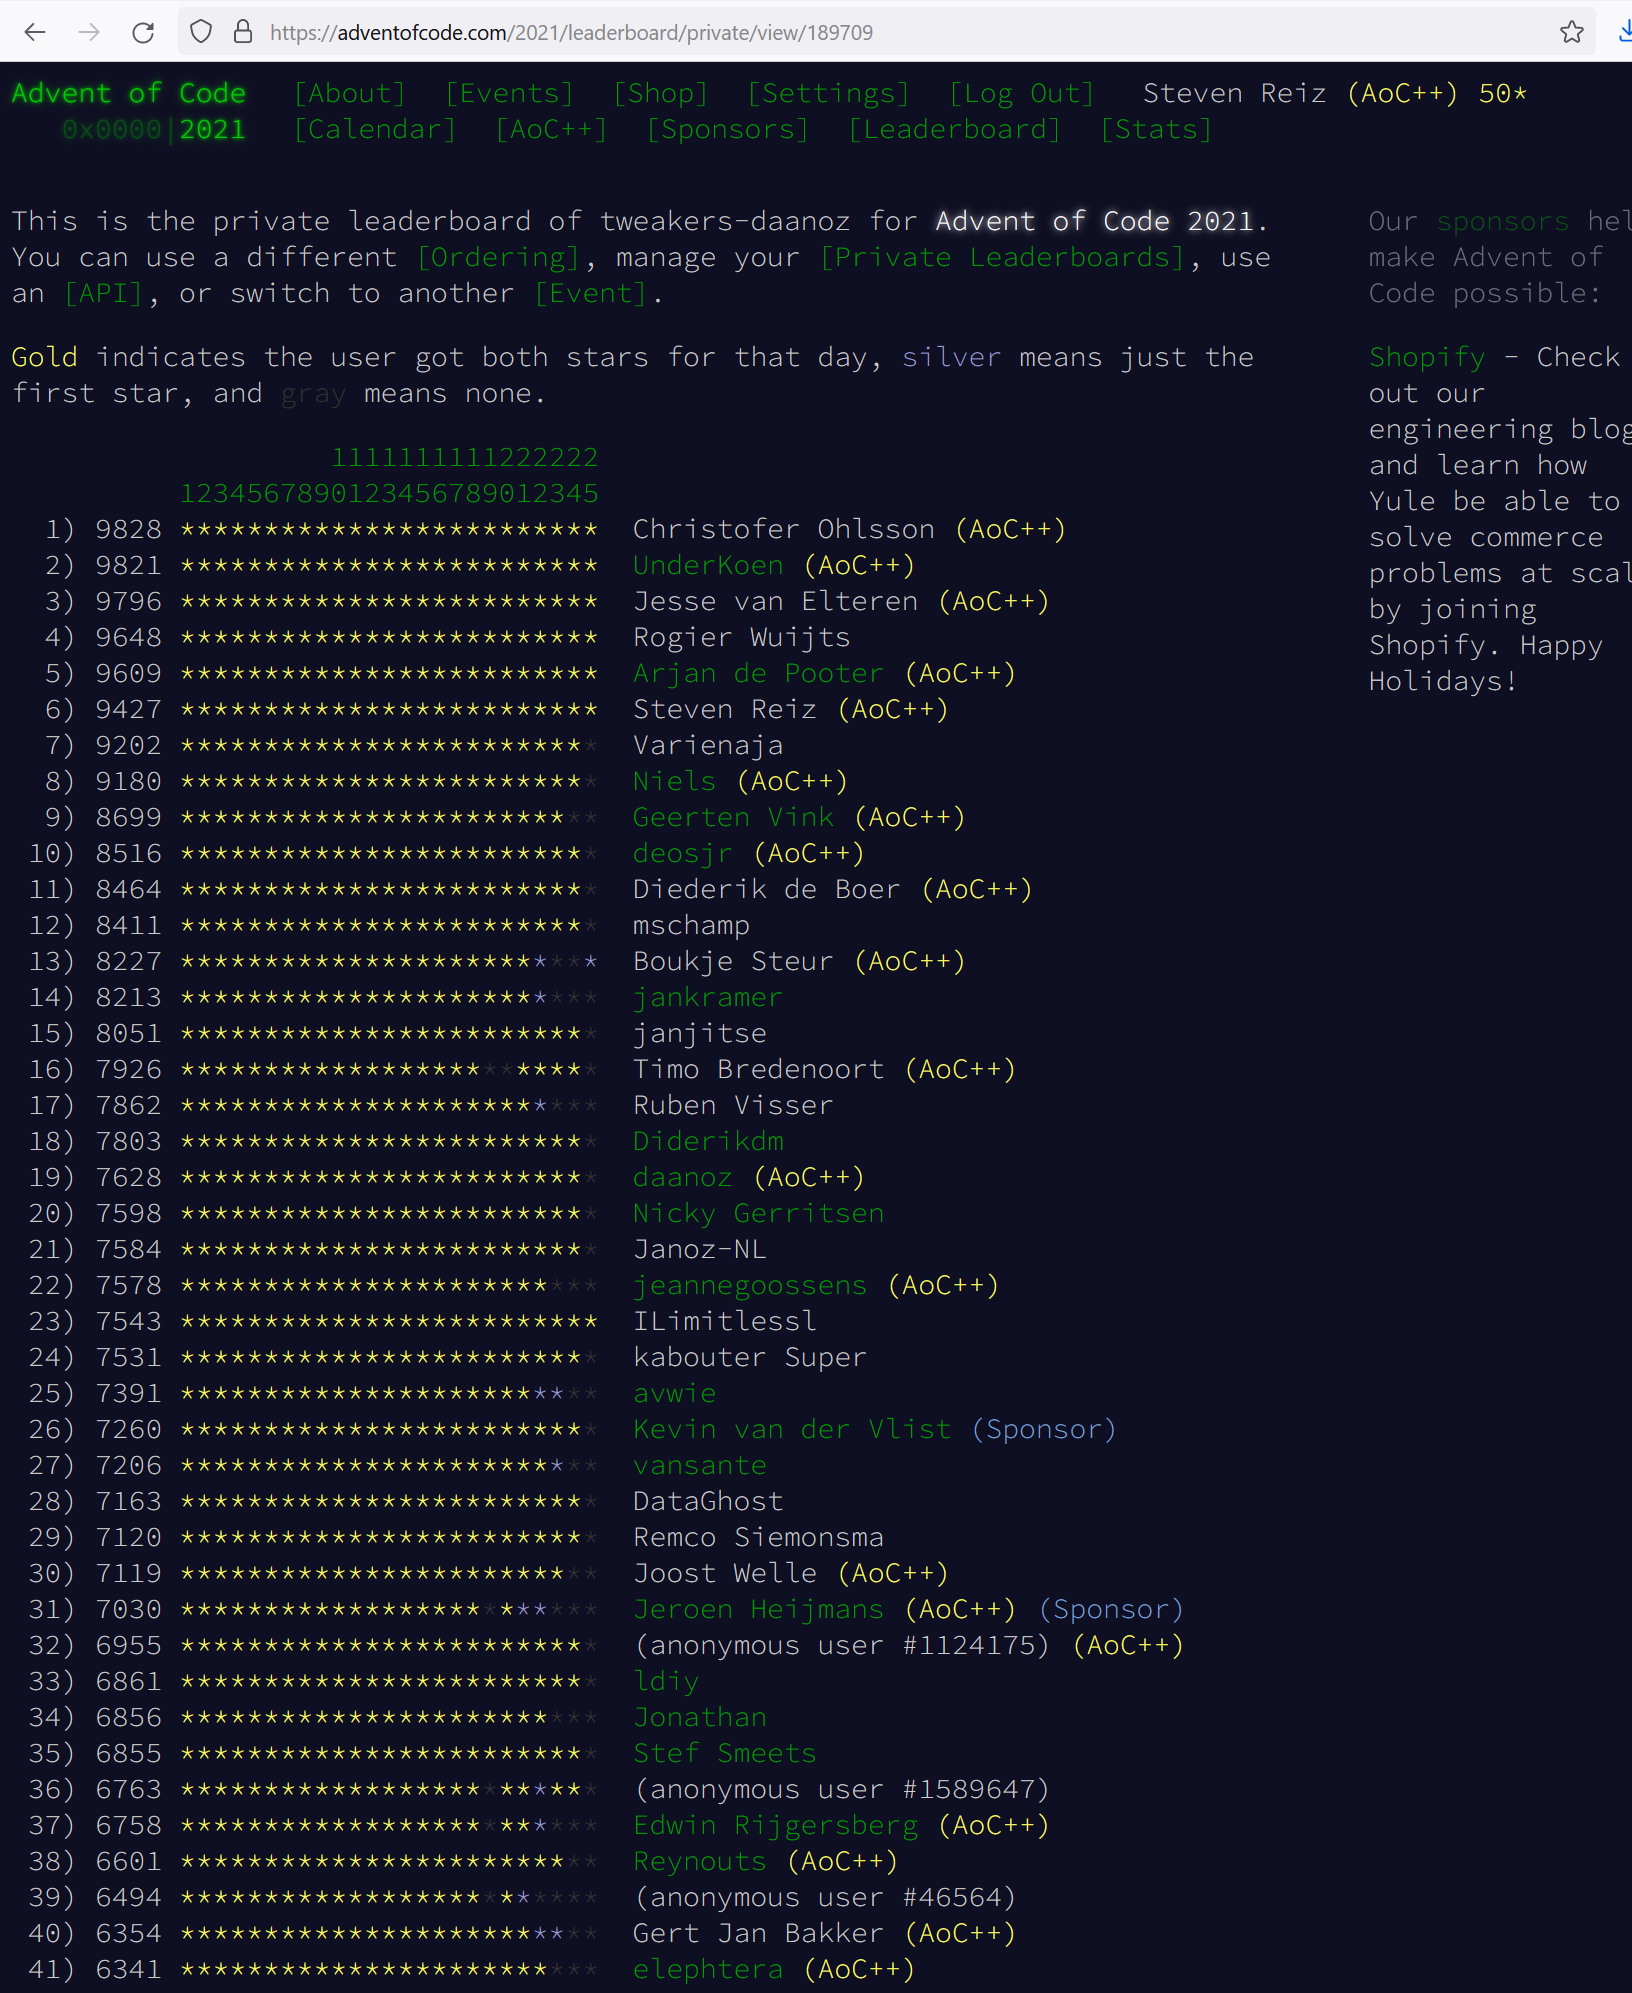 https://adventofcode.com/2021/leaderboard/private/view/189709
Advent of Code [About] [Events] [Shop] [Settings] [Log Out] Steven Reiz (AoC++) 50*
0x0000|2021 [Calendar] [AoC++] [Sponsors] [Leaderboard] [Stats]
This is the private leaderboard of tweakers-daanoz for Advent of Code 2021.
You can use a different [Ordering], manage your [Private Leaderboards], use
an [API], or switch to another [Event].
Gold indicates the user got both stars for that day, silver means just the
first star, and gray means none.
1111111111222222
1234567890123456789012345
1) 9828 ************************* Christofer Ohlsson (AoC++)
2) 9821 ************************* UnderKoen (AoC++)
3) 9796 ************************* Jesse van Elteren (AoC++)
4) 9648 ************************* Rogier Wuijts
5) 9609 ************************* Arjan de Pooter (AoC++)
6) 9427 ************************* Steven Reiz (AoC++)
7) 9202 ************************* Varienaja
8) 9180 ************************* Niels (AoC++)
9) 8699 ************************* Geerten Vink (AoC++)
10) 8516 ************************* deosjr (AoC++)
11) 8464 ************************* Diederik de Boer (AoC++)
12) 8411 ************************* mschamp
13) 8227 ************************* Boukje Steur (AoC++)
14) 8213 ************************* jankramer
15) 8051 ************************* janjitse
16) 7926 ************************* Timo Bredenoort (AoC++)
17) 7862 ************************* Ruben Visser
18) 7803 ************************* Diderikdm
19) 7628 ************************* daanoz (AoC++)
20) 7598 ************************* Nicky Gerritsen
21) 7584 ************************* Janoz-NL
22) 7578 ************************* jeannegoossens (AoC++)
23) 7543 ************************* ILimitlessl
24) 7531 ************************* kabouter Super
25) 7391 ************************* avwie
26) 7260 ************************* Kevin van der Vlist (Sponsor)
27) 7206 ************************* vansante
28) 7163 ************************* DataGhost
29) 7120 ************************* Remco Siemonsma
30) 7119 ************************* Joost Welle (AoC++)
31) 7030 ************************* Jeroen Heijmans (AoC++) (Sponsor)
32) 6955 ************************* (anonymous user #1124175) (AoC++)
33) 6861 ************************* ldiy
34) 6856 ************************* Jonathan
35) 6855 ************************* Stef Smeets
36) 6763 ************************* (anonymous user #1589647)
37) 6758 ************************* Edwin Rijgersberg (AoC++)
38) 6601 ************************* Reynouts (AoC++)
39) 6494 ************************* (anonymous user #46564)
40) 6354 ************************* Gert Jan Bakker (AoC++)
41) 6341 ************************* elephtera (AoC++)
Our sponsors hel
make Advent of
Code possible:
Shopify - Check
out our
engineering blog
and learn how
Yule be able to
solve commerce
problems at scal
by joining
Shopify. Happy
Holidays!